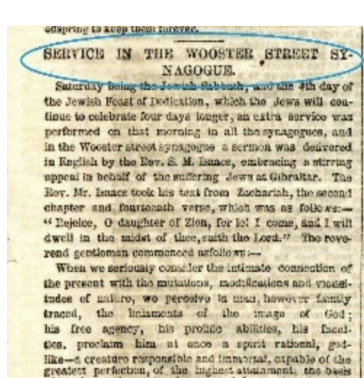 offspring to keep them forever.
SERVICE IN THE WOOSTER STREET SY-
NAGOGUE.
Saturday being the Jewish Sabbath, and the 4th day of
the Jewish Feast of Dedication, which the Jews will con-
tinue to celebrate four days longer, an extra service was
performed on that morning in all the synagogues, and
in the Wooster street synagogue a sermon was delivered
in English by the Rev. S. M. Isaacs, embracing a stirring
appeal in behalf of the suffering Jews at Gibraltar. The
Rev. Mr. Isaacs took his text from Zachariah, the second
chapter and fourteenth verse, which was as follows:—
"Rejoice, O daughter of Zion, for lo! I come, and I will
dwell in the midst of thee, saith the Lord." The reve-
rend gentleman commenced as follows:—
When we seriously consider the intimate connection of
the present with the mutations, modifications and vicissi-
tudes of nature, we perceive in man, however faintly
traced, the liniaments of the image of God;
his free agency, his prolific abilities, his facul-
ties, proclaim him at once a spirit rational, god-
like—a creature responsible and immortal, capable of the
greatest perfection, of the highest attainment, the basis